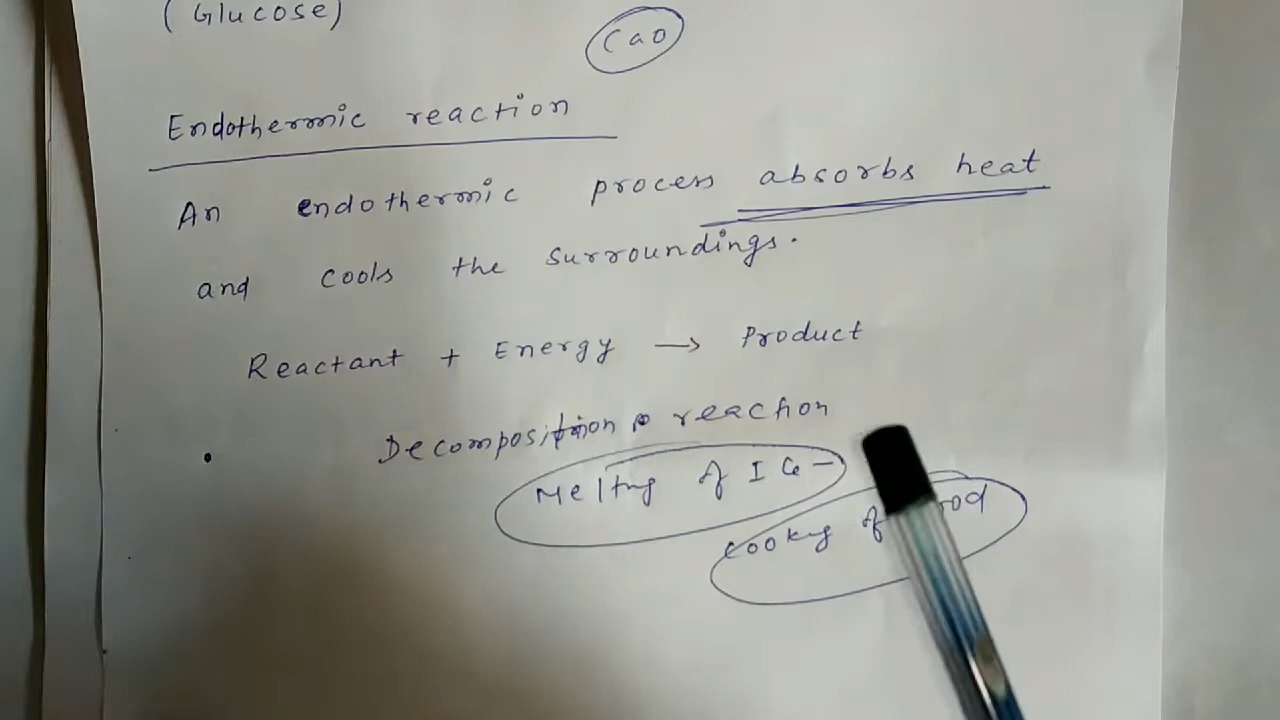 (Glucose)
CaO
Endothermic reaction
An endothermic process absorbs heat
and cools the surroundings.
Reactant + Energy → Product
Decomposition reaction
Melting of Ice
Cooking of